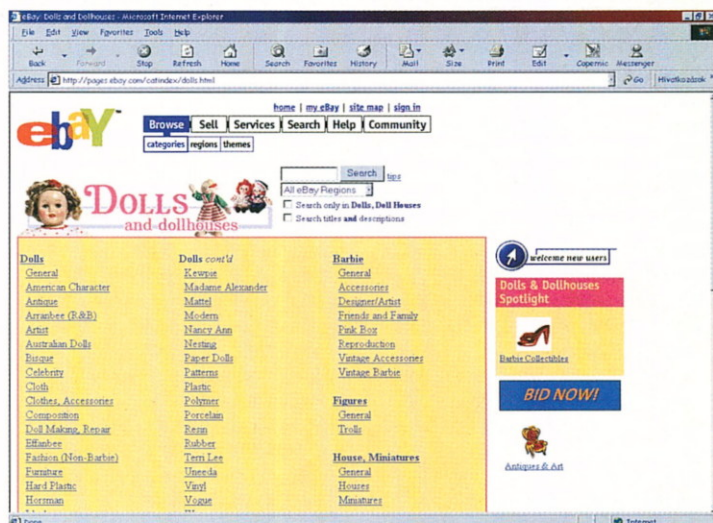 eBay: Dolls and Dollhouses - Microsoft Internet Explorer
File Edit View Favorites Tools Help
Back Forward Stop Refresh Home Search Favorites History Mail Size Print Edit Copernic Messenger
Address http://pages.ebay.com/catindex/dolls.html Go Hivatkozások »
home | my eBay | site map | sign in
ebaY™
Browse Sell Services Search Help Community
categories regions themes
Search tips
All eBay Regions
Search only in Dolls, Doll Houses
Search titles and descriptions
DOLLS
and dollhouses
Dolls
General
American Character
Antique
Arranbee (R&B)
Artist
Australian Dolls
Bisque
Celebrity
Cloth
Clothes, Accessories
Composition
Doll Making, Repair
Effanbee
Fashion (Non-Barbie)
Furniture
Hard Plastic
Horsman
Dolls cont'd
Kewpie
Madame Alexander
Mattel
Modern
Nancy Ann
Nesting
Paper Dolls
Patterns
Plastic
Polymer
Porcelain
Resin
Rubber
Terri Lee
Uneeda
Vinyl
Vogue
Barbie
General
Accessories
Designer/Artist
Friends and Family
Pink Box
Reproduction
Vintage Accessories
Vintage Barbie
Figures
General
Trolls
House, Miniatures
General
Houses
Miniatures
welcome new users
Dolls & Dollhouses
Spotlight
Barbie Collectibles
BID NOW!
Antiques & Art
Done Internet